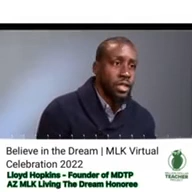 Believe in the Dream | MLK Virtual
Celebration 2022
Lloyd Hopkins - Founder of MDTP
AZ MLK Living The Dream Honoree
TEACHER